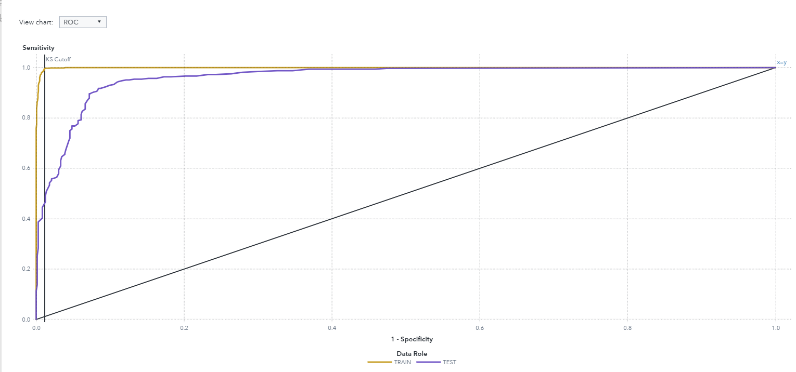 View chart: ROC
Sensitivity
KS Cutoff
x=y
1.0
0.8
0.6
0.4
0.2
0.0
0.0 0.2 0.4 0.6 0.8 1.0
1 - Specificity
Data Role
TRAIN TEST